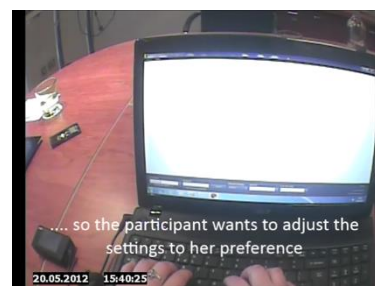 .... so the participant wants to adjust the
settings to her preference
20.05.2012 15:40:25